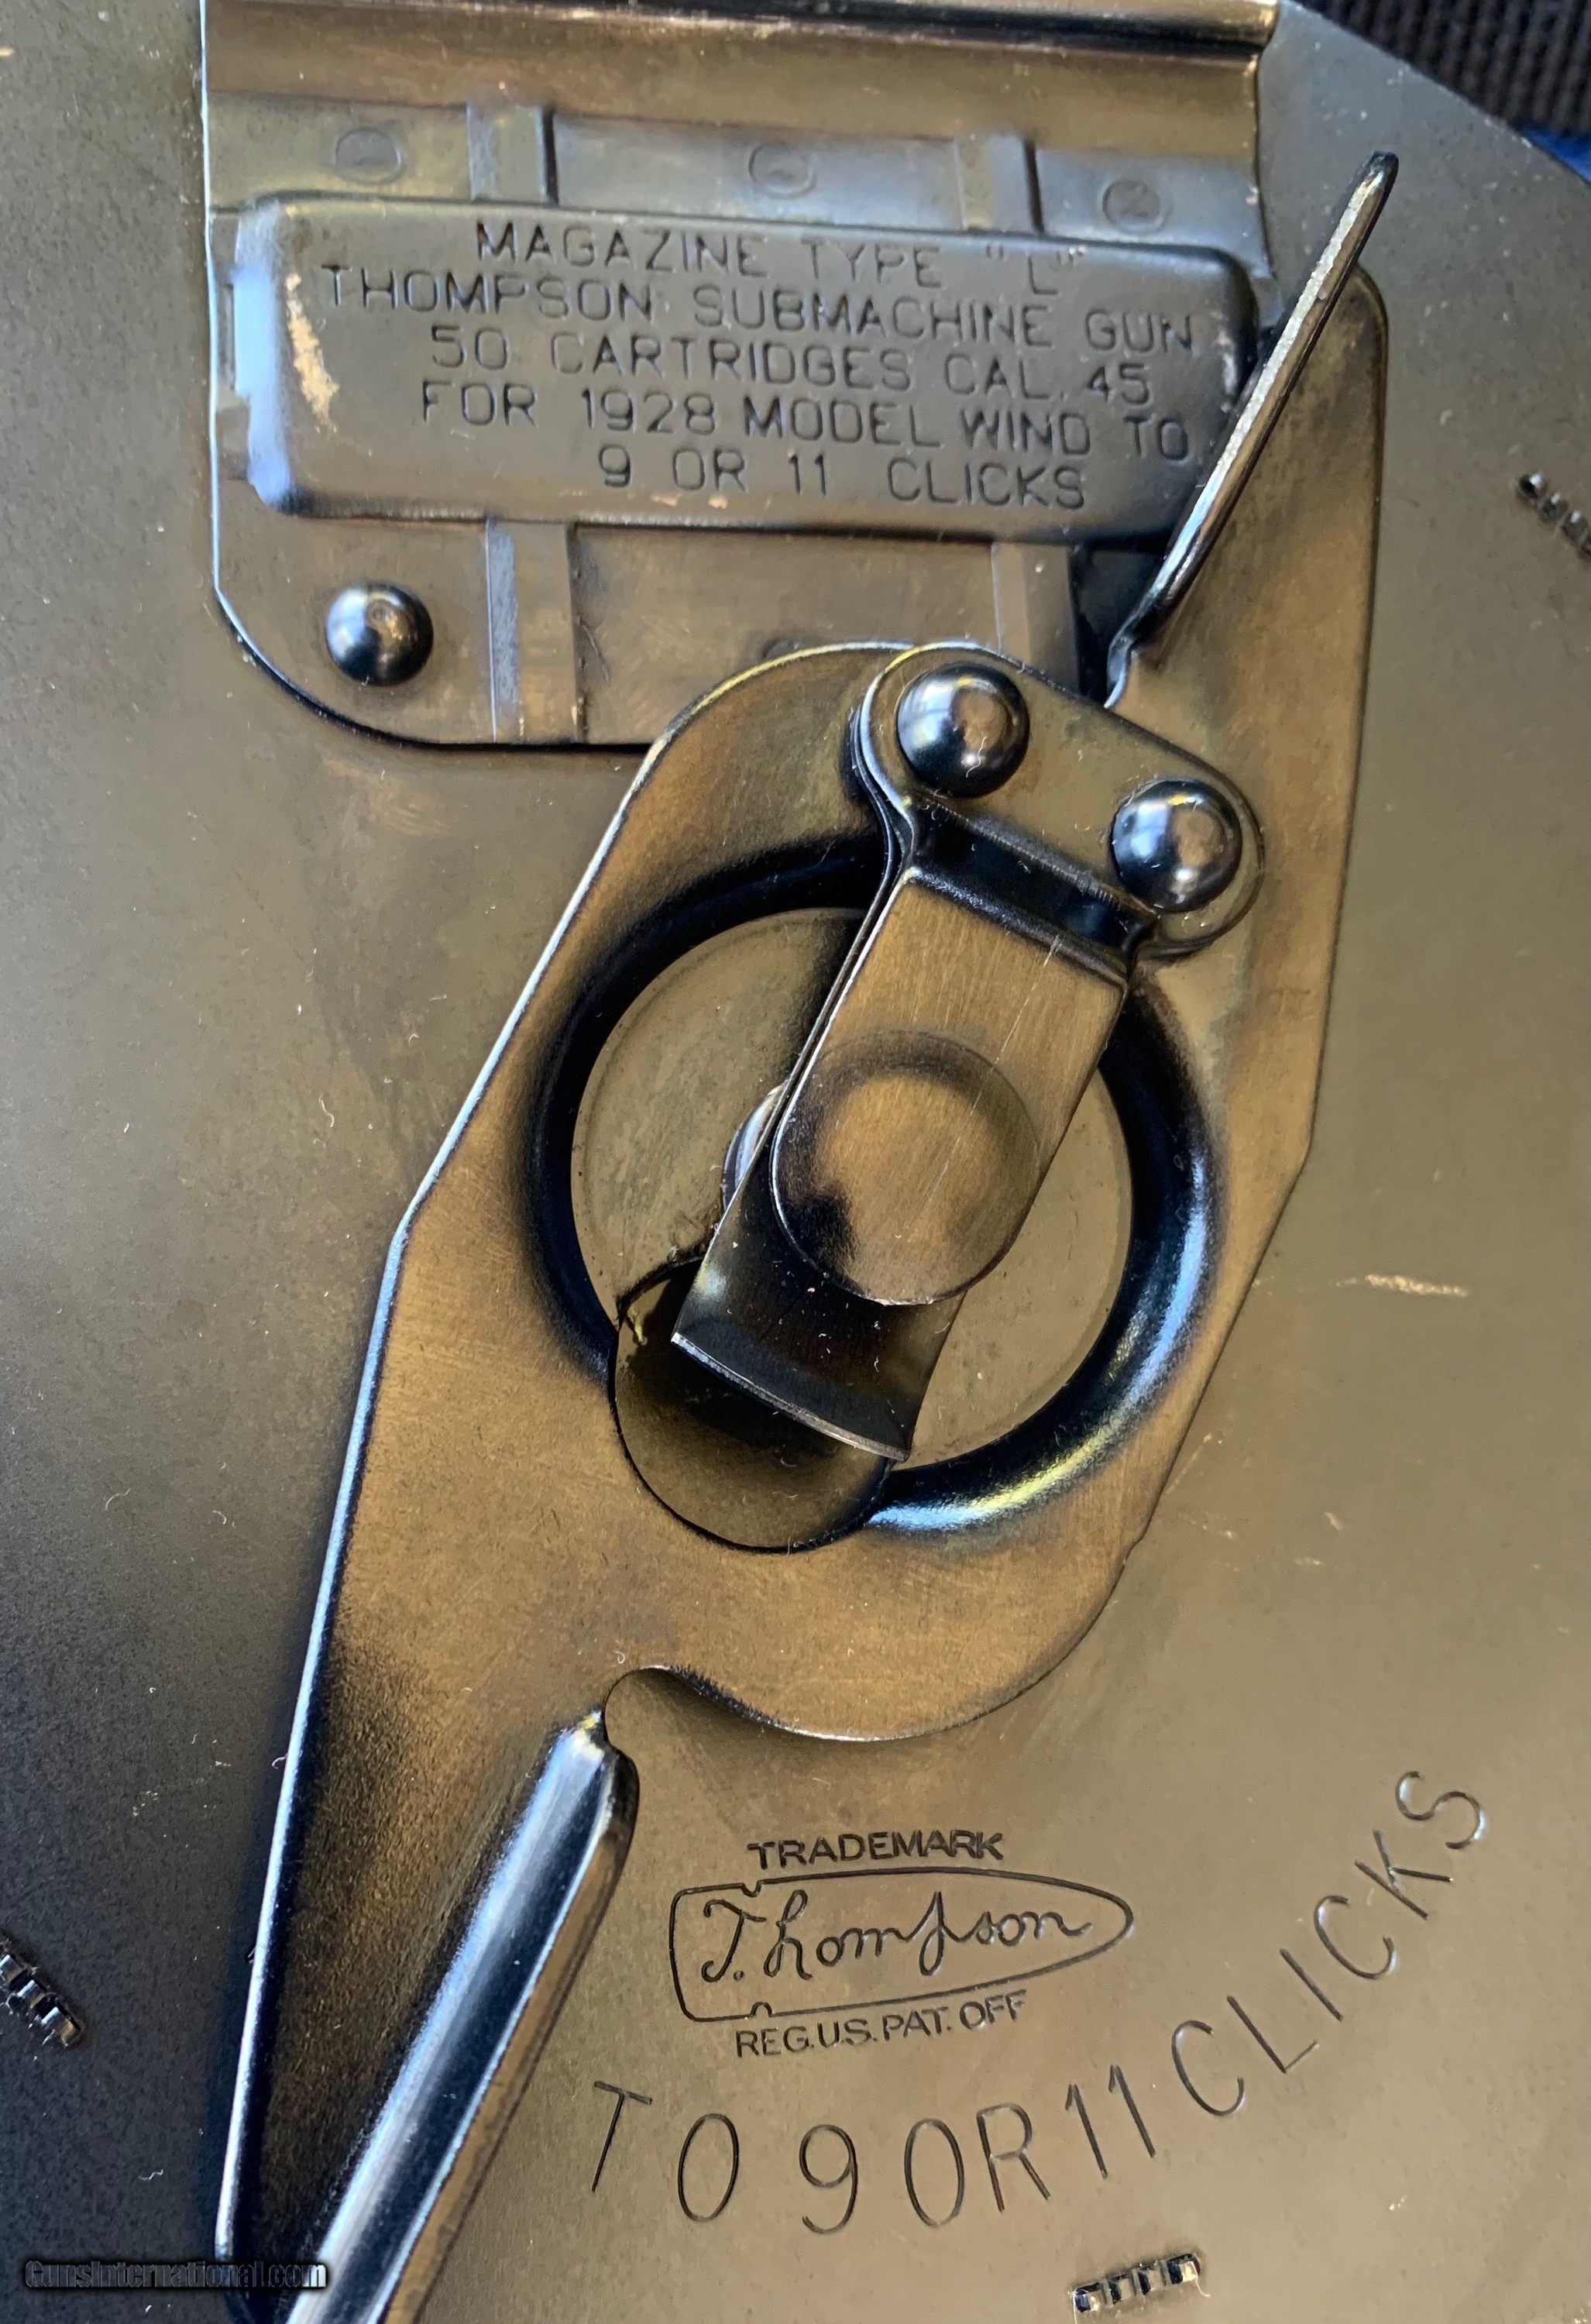 MAGAZINE TYPE "L"
THOMPSON SUBMACHINE GUN
50 CARTRIDGES CAL. 45
FOR 1928 MODEL WIND TO
9 OR 11 CLICKS
TRADEMARK
Thompson
REG.U.S.PAT.OFF
TO 9 OR 11 CLICKS
GunsInternational.com